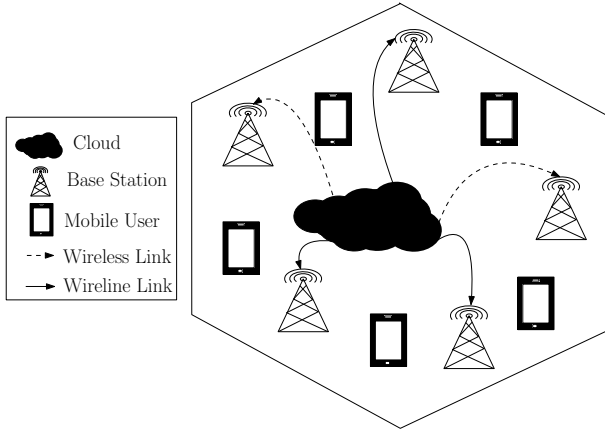 Cloud
Base Station
Mobile User
Wireless Link
Wireline Link